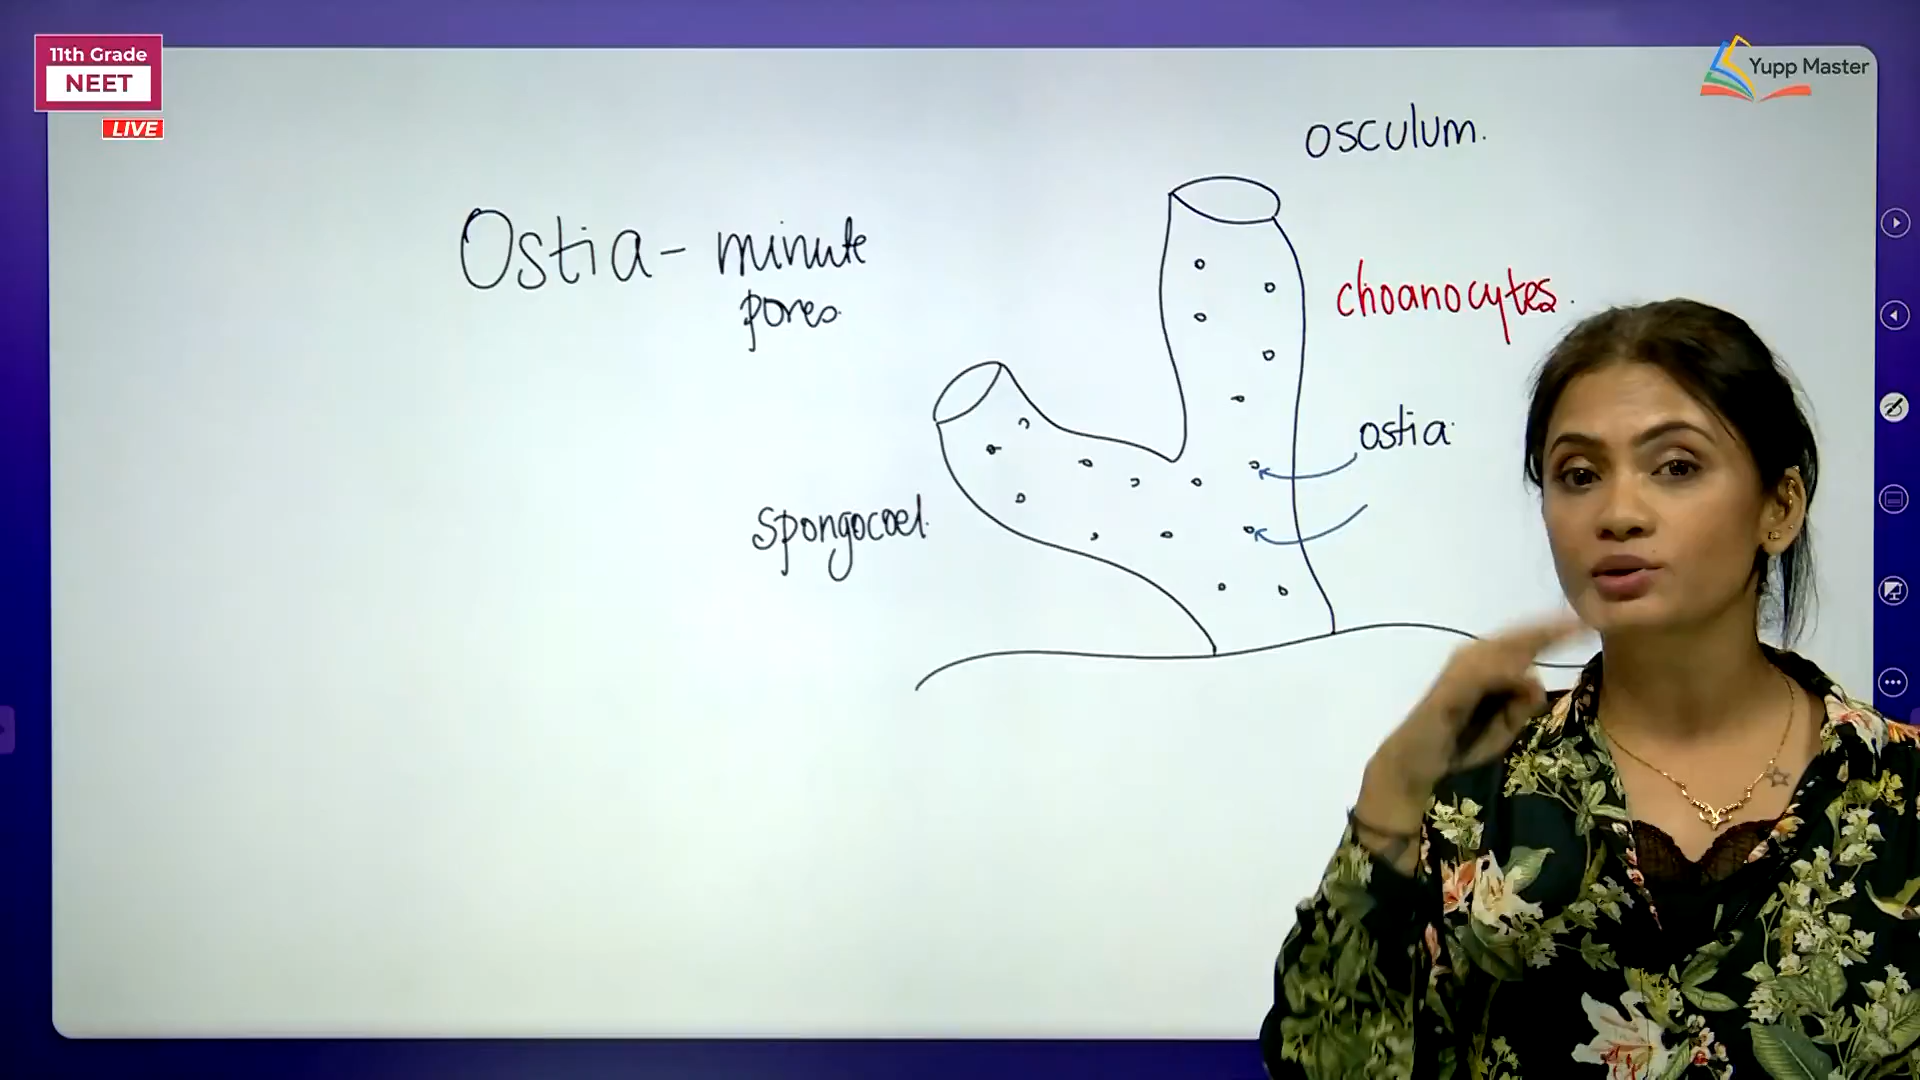 11th Grade
NEET
LIVE
Yupp Master
osculum.
Ostia - minute
pores.
choanocytes.
ostia
spongocoel.